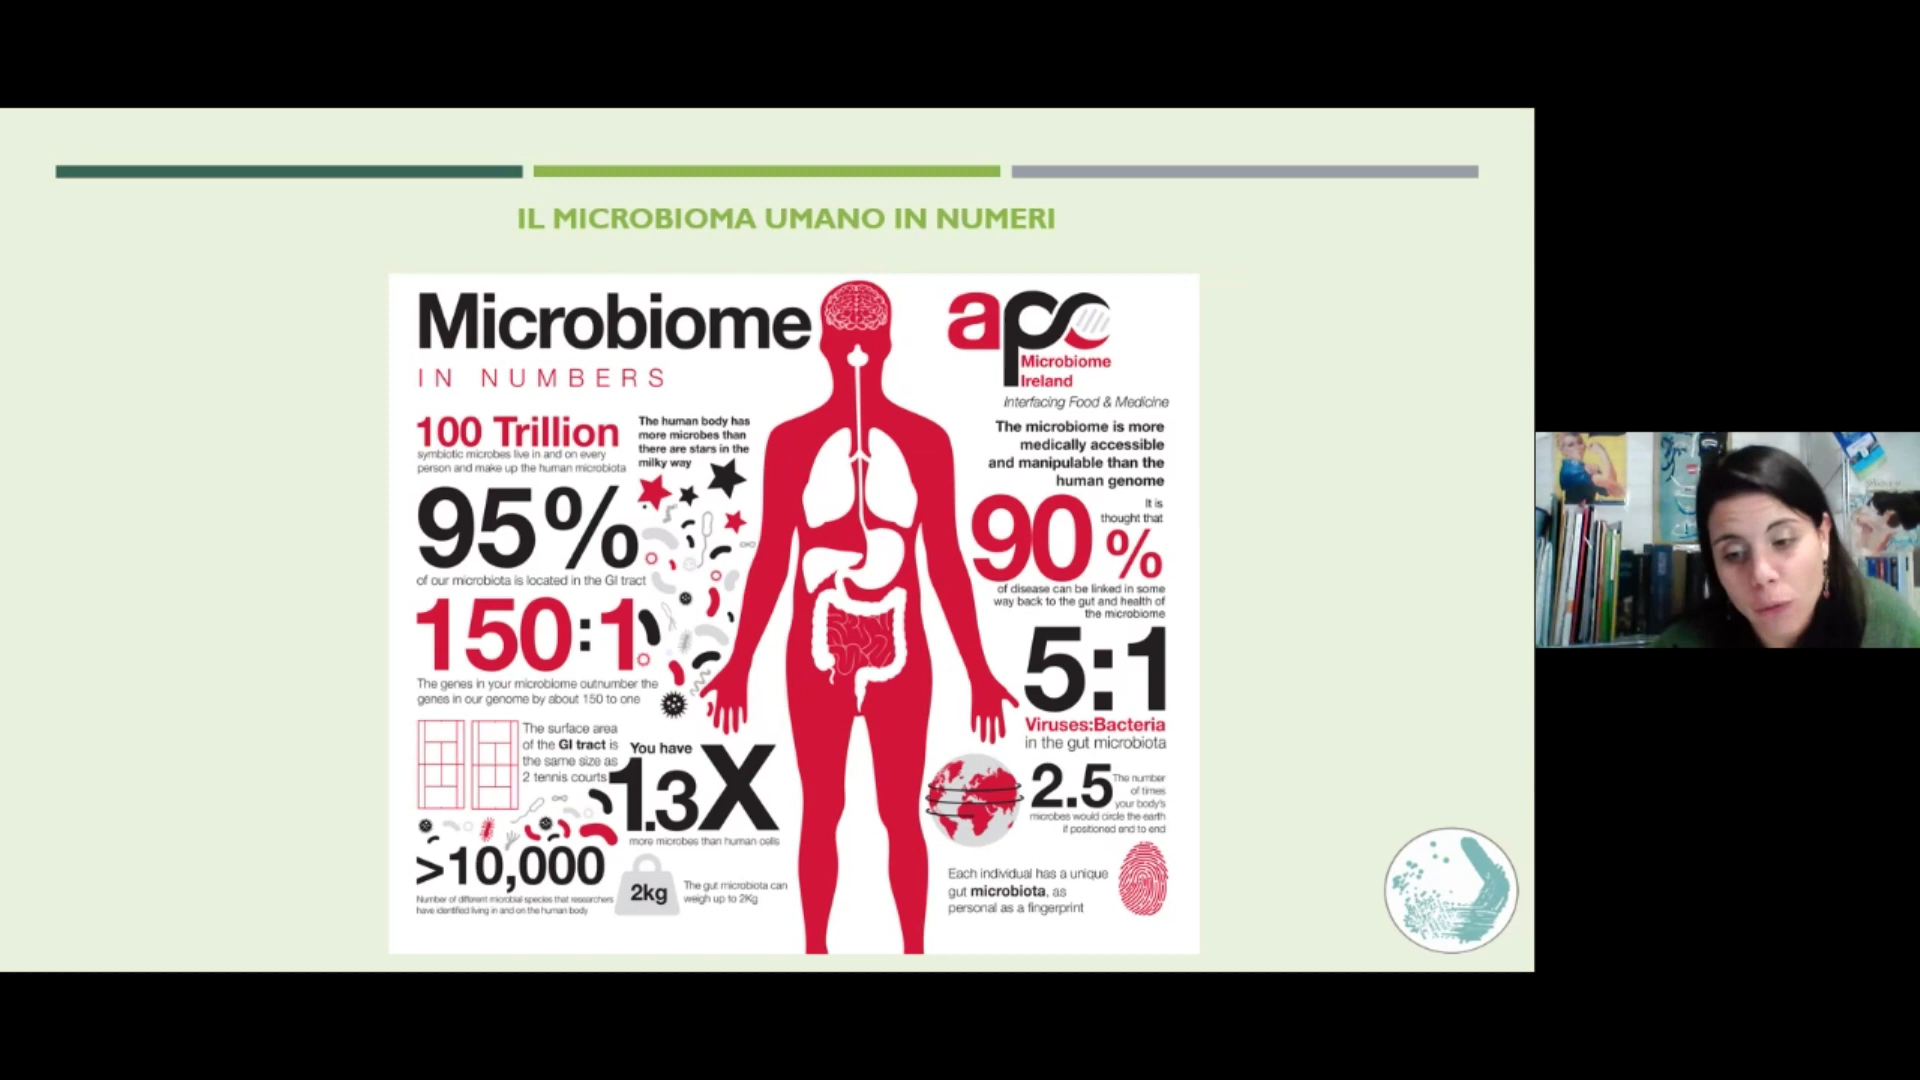 IL MICROBIOMA UMANO IN NUMERI
Microbiome
IN NUMBERS
100 Trillion
symbiotic microbes live in and on every
person and make up the human microbiota
The human body has
more microbes than
there are stars in the
milky way
95%
of our microbiota is located in the GI tract
150:1
The genes in your microbiome outnumber the
genes in our genome by about 150 to one
The surface area
of the GI tract is
the same size as
2 tennis courts
You have
1.3X
more microbes than human cells
>10,000
Number of different microbial species that researchers
have identified living in and on the human body
2kg
The gut microbiota can
weigh up to 2Kg
apc
Microbiome
Ireland
Interfacing Food & Medicine
The microbiome is more
medically accessible
and manipulable than the
human genome
It is
thought that
90%
of disease can be linked in some
way back to the gut and health of
the microbiome
5:1
Viruses:Bacteria
in the gut microbiota
2.5
The number
of times
your body's
microbes would circle the earth
if positioned end to end
Each individual has a unique
gut microbiota, as
personal as a fingerprint